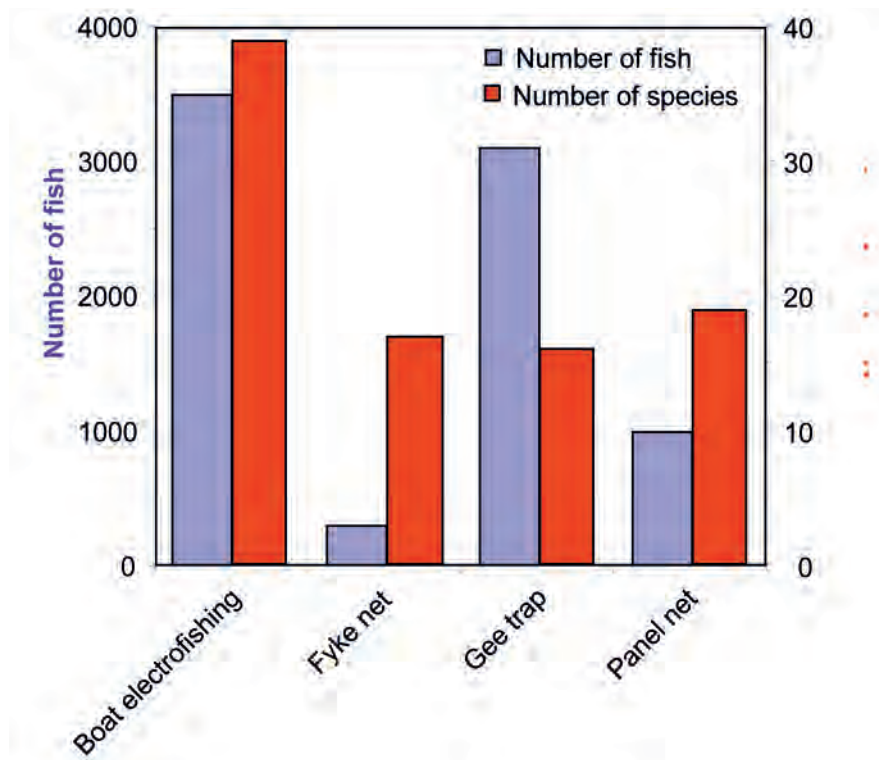 Number of fish
Number of species
Number of fish
4000
3000
2000
1000
0
40
30
20
10
0
Boat electrofishing
Fyke net
Gee trap
Panel net